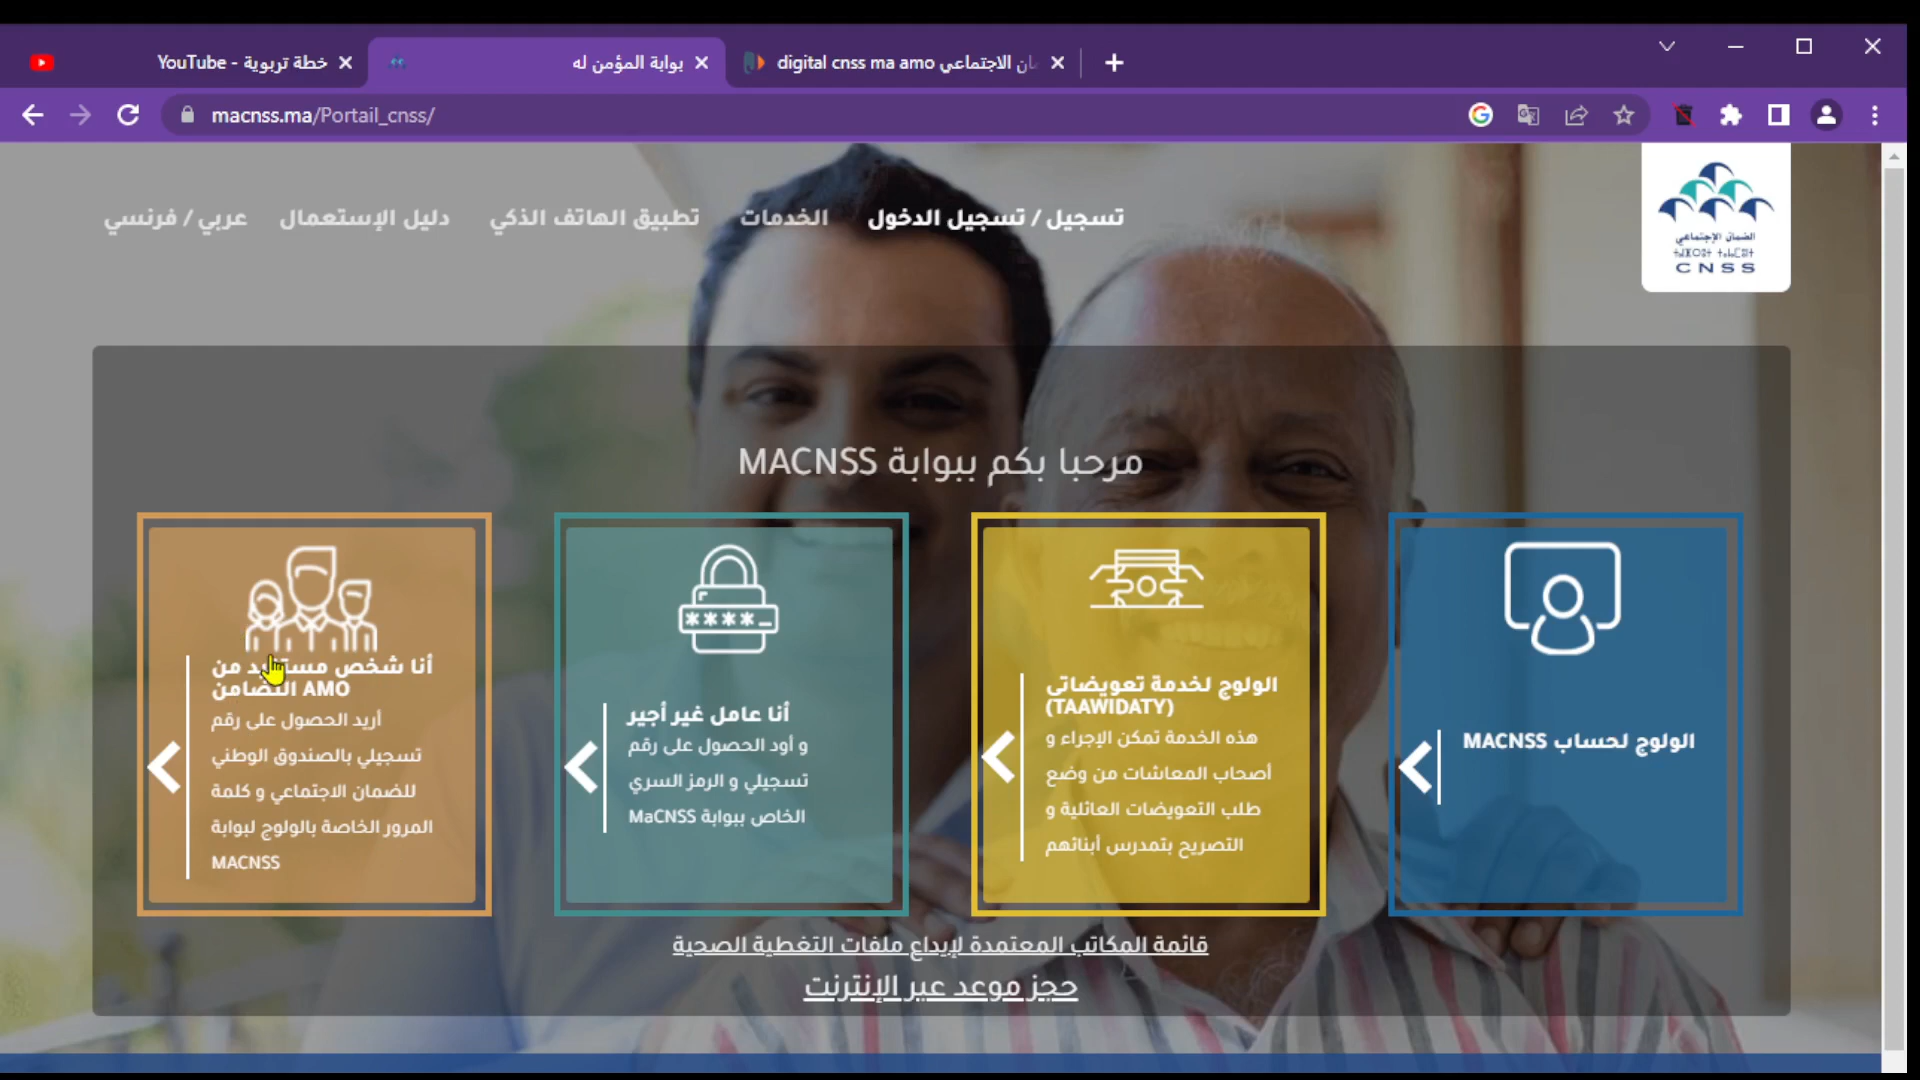 خطة تربوية - YouTube
بوابة المؤمن له
digital cnss ma amo ان الاجتماعي
macnss.ma/Portail_cnss/
تسجيل / تسجيل الدخول
الخدمات
تطبيق الهاتف الذكي
دليل الإستعمال
عربي / فرنسي
الضمان الإجتماعي
CNSS
مرحبا بكم ببوابة MACNSS
الولوج لحساب MACNSS
الولوج لخدمة تعويضاتي
(TAAWIDATY)
هذه الخدمة تمكن الإجراء و
أصحاب المعاشات من وضع
طلب التعويضات العائلية و
التصريح بتمدرس أبنائهم
أنا عامل غير أجير
و أود الحصول على رقم
تسجيلي و الرمز السري
الخاص ببوابة MaCNSS
أنا شخص مستفيد من
AMO التضامن
أريد الحصول على رقم
تسجيلي بالصندوق الوطني
للضمان الاجتماعي و كلمة
المرور الخاصة بالولوج لبوابة
MACNSS
قائمة المكاتب المعتمدة لإيداع ملفات التغطية الصحية
حجز موعد عبر الإنترنت